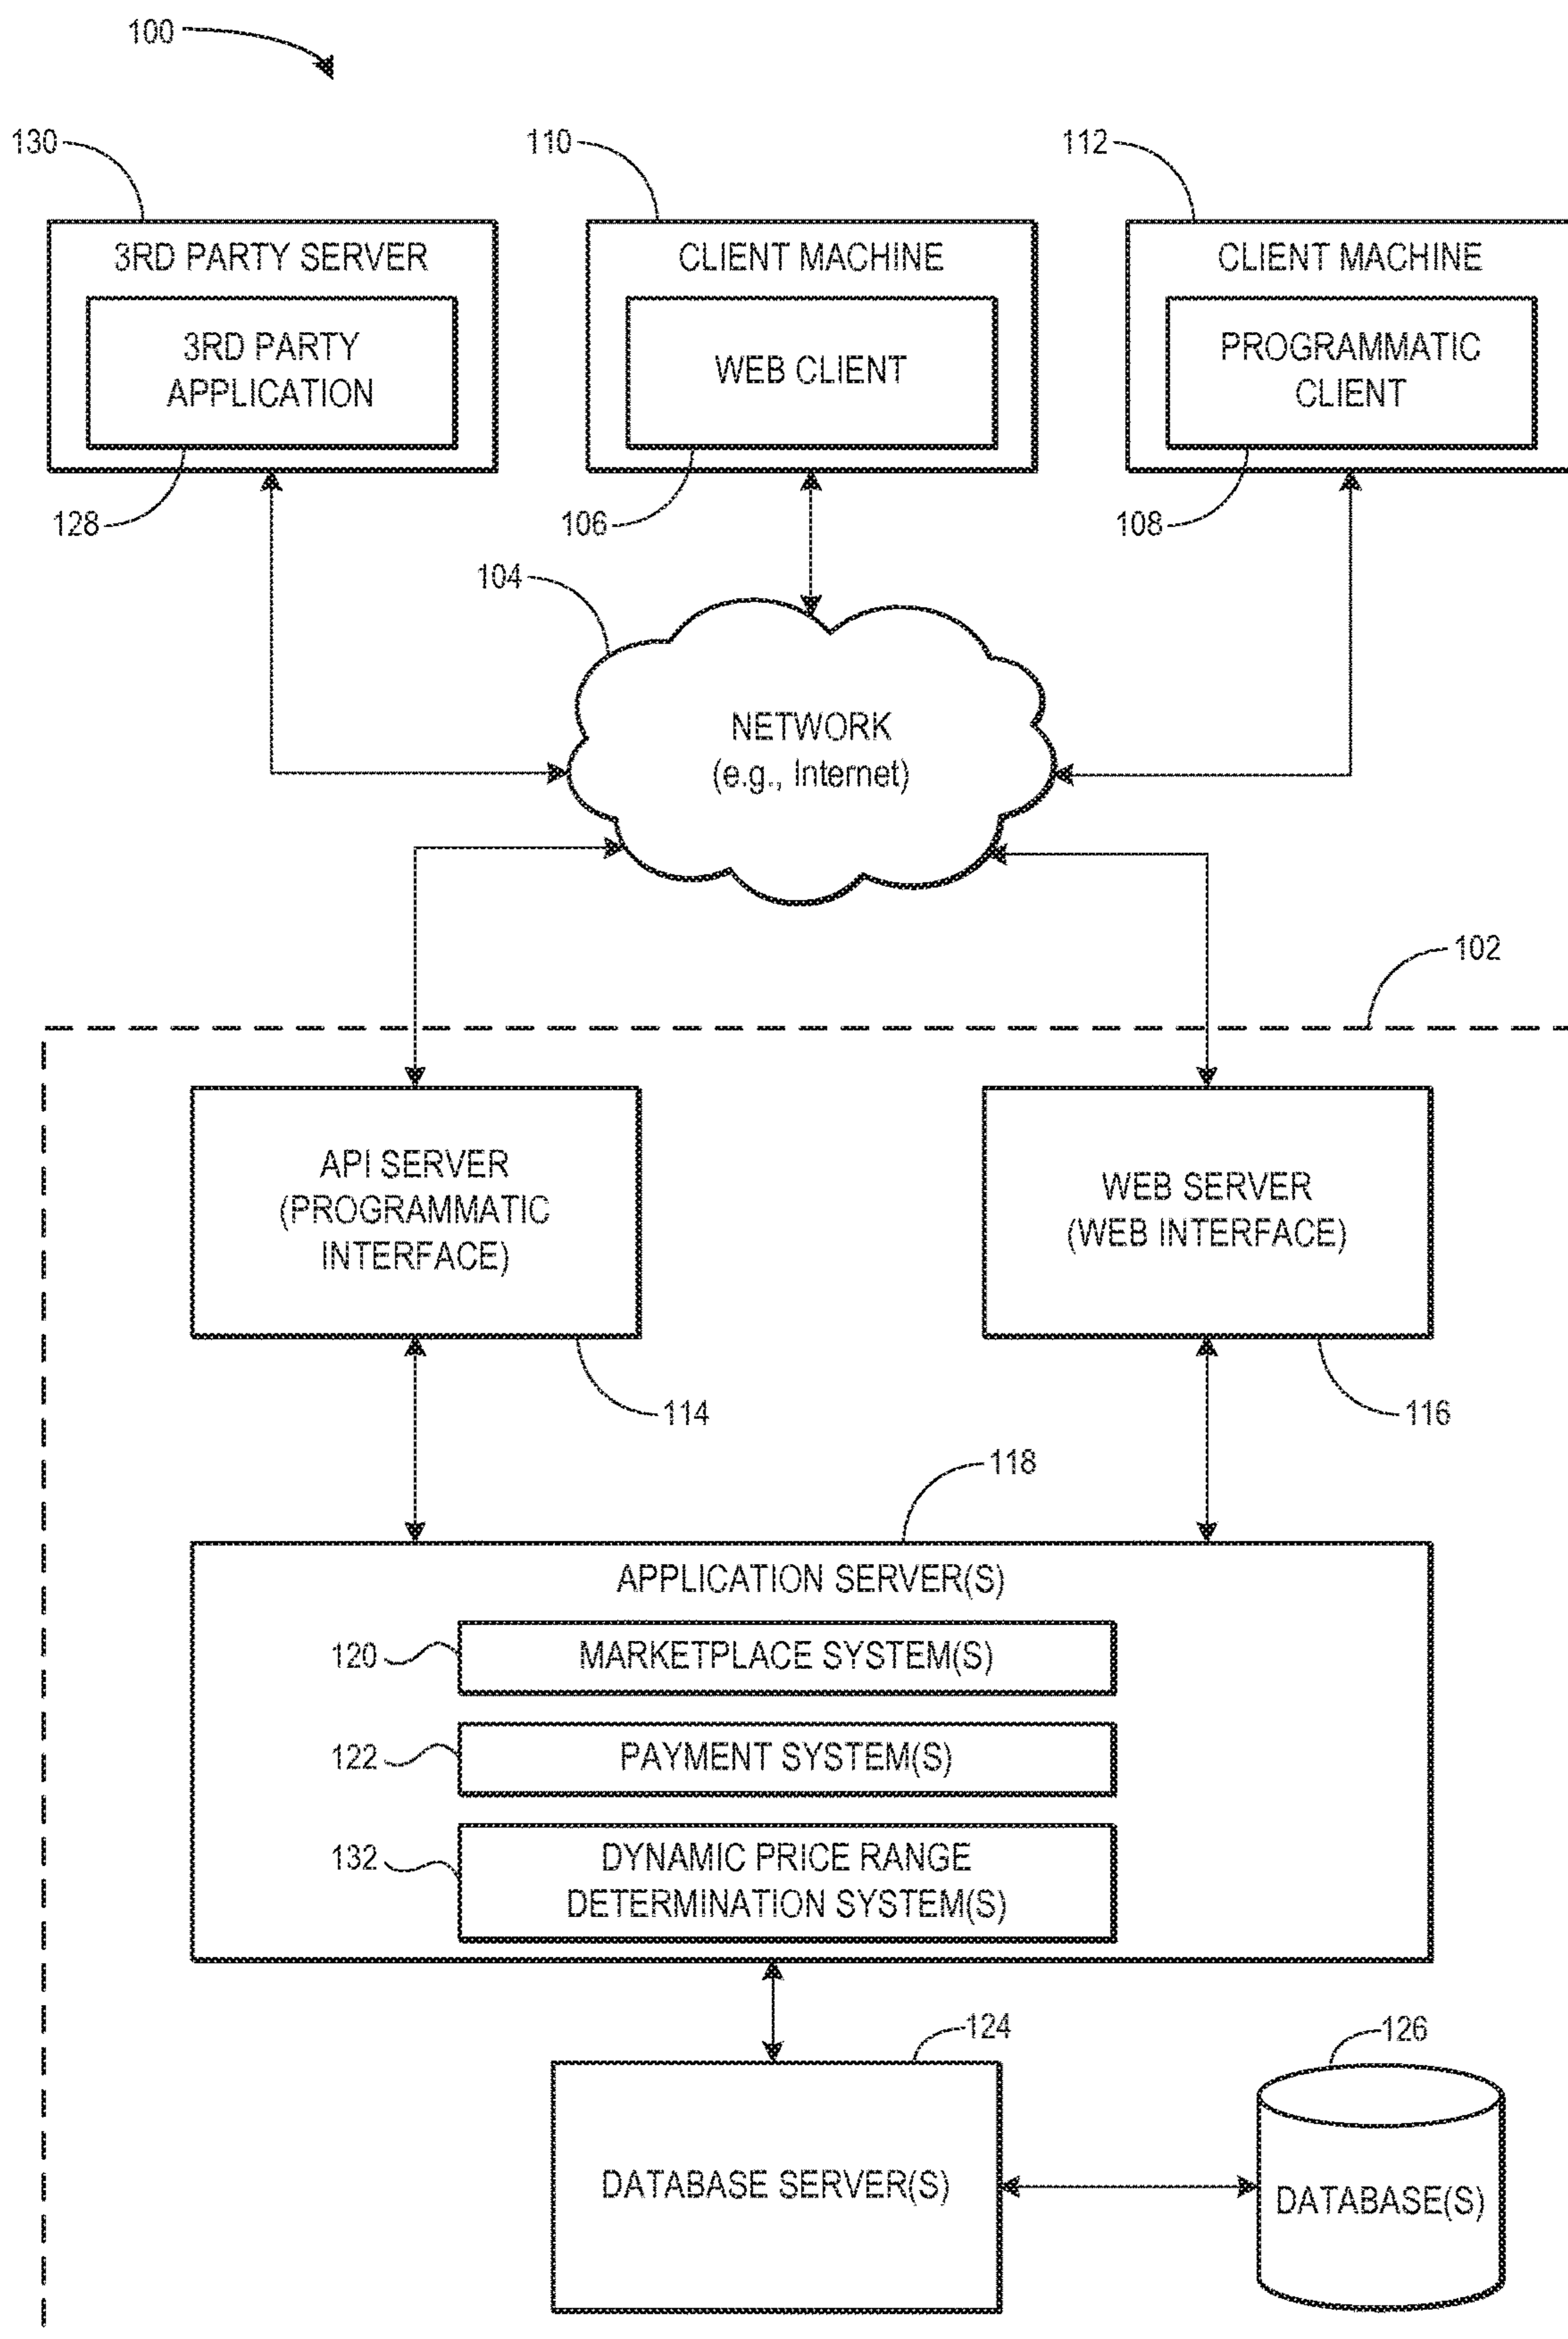 100
130
110
112
3RD PARTY SERVER
CLIENT MACHINE
CLIENT MACHINE
3RD PARTY
APPLICATION
WEB CLIENT
PROGRAMMATIC
CLIENT
128
106
108
104
NETWORK
(e.g., Internet)
102
API SERVER
(PROGRAMMATIC
INTERFACE)
WEB SERVER
(WEB INTERFACE)
114
116
118
APPLICATION SERVER(S)
120
MARKETPLACE SYSTEM(S)
122
PAYMENT SYSTEM(S)
132
DYNAMIC PRICE RANGE
DETERMINATION SYSTEM(S)
124
126
DATABASE SERVER(S)
DATABASE(S)